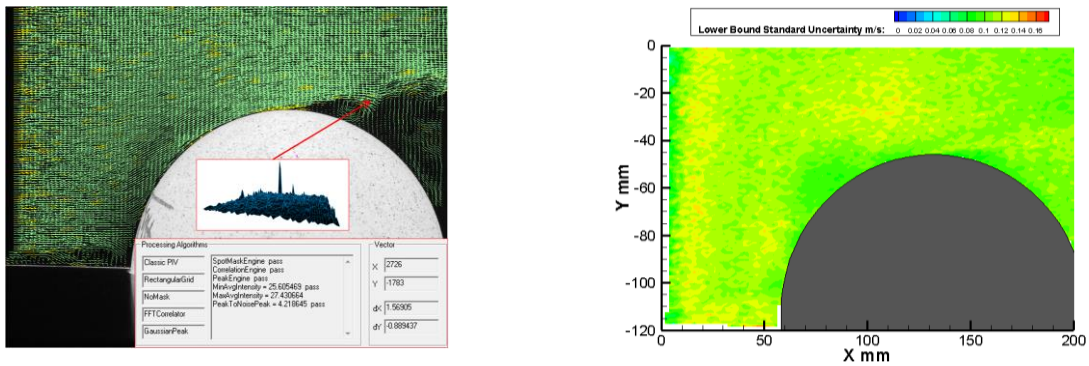 Processing Algorithms
Classic PIV
RectangularGrid
NoMask
FFTCorrelator
GaussianPeak
SpotMaskEngine pass
CorrelationEngine pass
PeakEngine pass
MinAvgIntensity = 25.605469 pass
MaxAvgIntensity = 27.430664
PeakToNoisePeak = 4.218645 pass
Vector
X 2726
Y -1783
dX 1.56905
dY -0.889437
Lower Bound Standard Uncertainty m/s: 0 0.02 0.04 0.06 0.08 0.1 0.12 0.14 0.16
Y mm
0
-20
-40
-60
-80
-100
-120
0 50 100 150 200
X mm